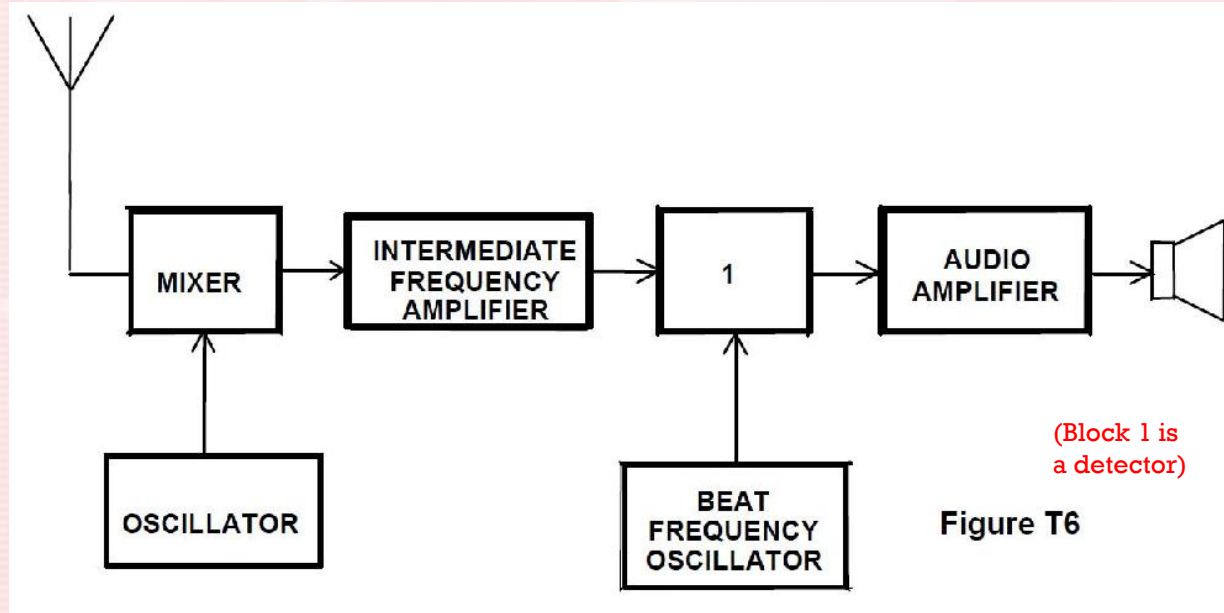 MIXER
INTERMEDIATE
FREQUENCY
AMPLIFIER
1
AUDIO
AMPLIFIER
OSCILLATOR
BEAT
FREQUENCY
OSCILLATOR
(Block 1 is
a detector)
Figure T6